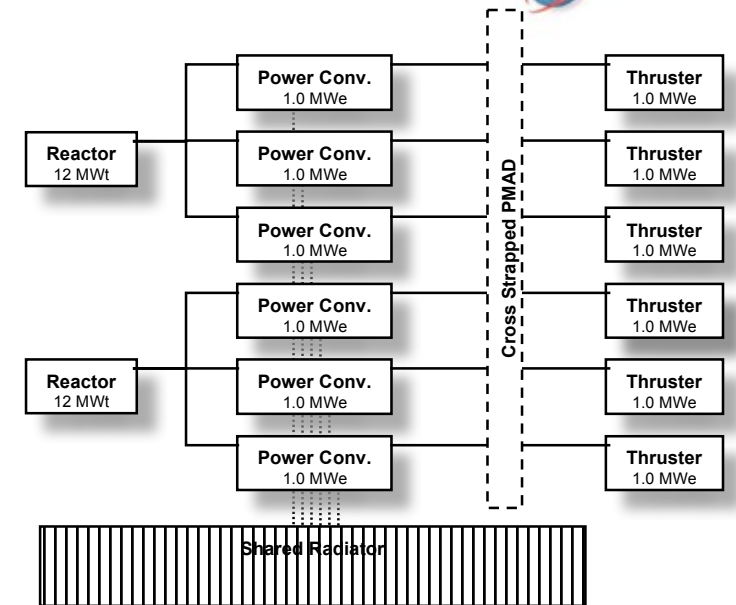 Power Conv.
1.0 MWe
Thruster
1.0 MWe
Reactor
12 MWt
Power Conv.
1.0 MWe
Thruster
1.0 MWe
Power Conv.
1.0 MWe
Thruster
1.0 MWe
Cross Strapped PMAD
Power Conv.
1.0 MWe
Thruster
1.0 MWe
Reactor
12 MWt
Power Conv.
1.0 MWe
Thruster
1.0 MWe
Power Conv.
1.0 MWe
Thruster
1.0 MWe
Shared Radiator